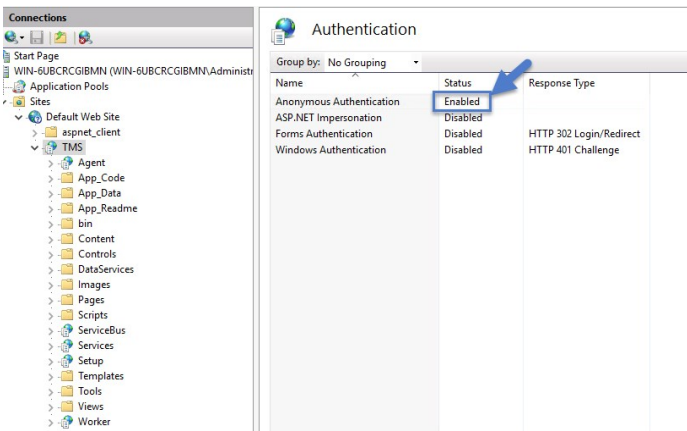 Connections
Start Page
WIN-6UBCRCGIBMN (WIN-6UBCRCGIBMN\Administr
Application Pools
Sites
Default Web Site
aspnet_client
TMS
Agent
App_Code
App_Data
App_Readme
bin
Content
Controls
DataServices
Images
Pages
Scripts
ServiceBus
Services
Setup
Templates
Tools
Views
Worker
Authentication
Group by: No Grouping
Name Status Response Type
Anonymous Authentication Enabled
ASP.NET Impersonation Disabled
Forms Authentication Disabled HTTP 302 Login/Redirect
Windows Authentication Disabled HTTP 401 Challenge